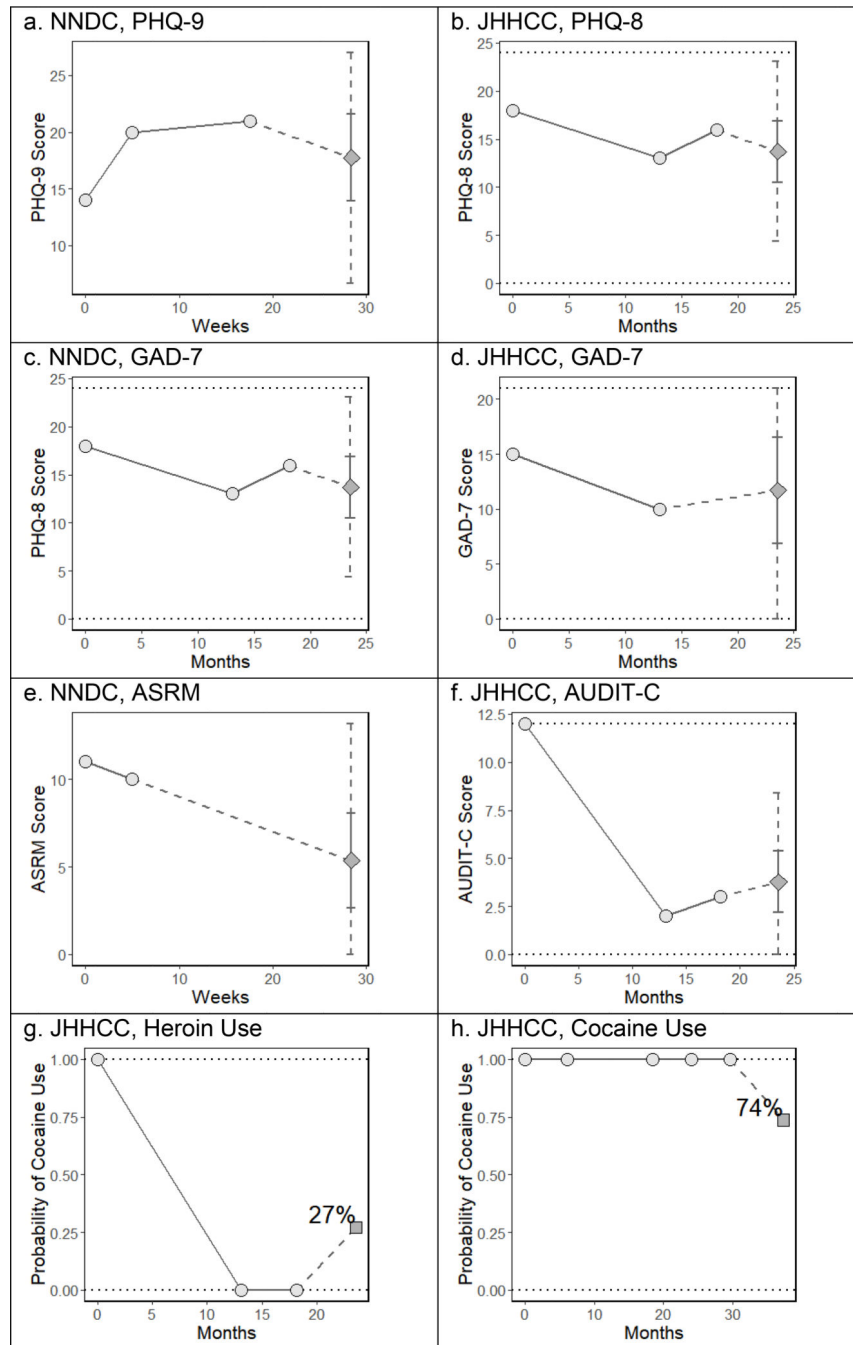 a. NNDC, PHQ-9
25
20
15
10
PHQ-9 Score
0 10 20 30
Weeks
b. JHHCC, PHQ-8
25
20
15
10
5
0
PHQ-8 Score
0 5 10 15 20 25
Months
c. NNDC, GAD-7
25
20
15
10
5
0
PHQ-8 Score
0 5 10 15 20 25
Months
d. JHHCC, GAD-7
20
15
10
5
0
GAD-7 Score
0 5 10 15 20 25
Months
e. NNDC, ASRM
10
5
0
ASRM Score
0 10 20 30
Weeks
f. JHHCC, AUDIT-C
12.5
10.0
7.5
5.0
2.5
0.0
AUDIT-C Score
0 5 10 15 20 25
Months
g. JHHCC, Heroin Use
1.00
0.75
0.50
0.25
0.00
Probability of Cocaine Use
27%
0 5 10 15 20
Months
h. JHHCC, Cocaine Use
1.00
0.75
0.50
0.25
0.00
Probability of Cocaine Use
74%
0 10 20 30
Months